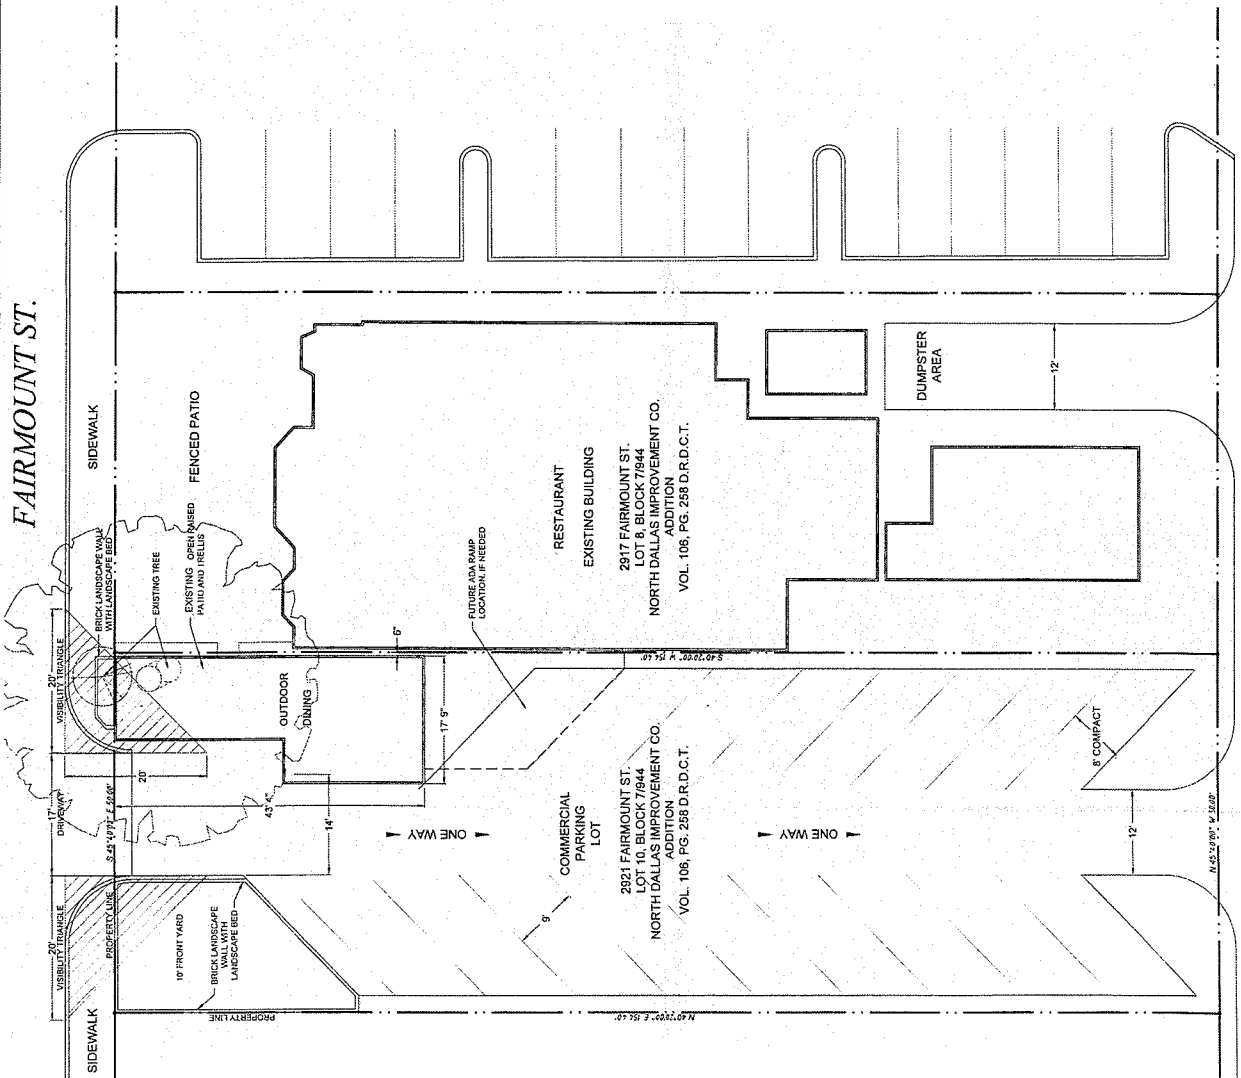 FAIRMOUNT ST.
SIDEWALK
FENCED PATIO
BRICK LANDSCAPE WALL
WITH LANDSCAPE BED
EXISTING TREE
EXISTING OPEN RAISED
PATIO AND TRELLIS
VISIBILITY TRIANGLE
20'
20'
17'
DRIVEWAY
S 45°40'00" E 50.00'
OUTDOOR
DINING
6"
17' 9"
43' 4"
14'
FUTURE ADA RAMP
LOCATION, IF NEEDED
RESTAURANT
EXISTING BUILDING
2917 FAIRMOUNT ST.
LOT 8, BLOCK 7/944
NORTH DALLAS IMPROVEMENT CO.
ADDITION
VOL. 106, PG. 258 D.R.D.C.T.
DUMPSTER
AREA
12'
ONE WAY
COMMERCIAL
PARKING
LOT
2921 FAIRMOUNT ST.
LOT 10, BLOCK 7/944
NORTH DALLAS IMPROVEMENT CO.
ADDITION
VOL. 106, PG. 258 D.R.D.C.T.
ONE WAY
8' COMPACT
12'
9'
20'
VISIBILITY TRIANGLE
PROPERTY LINE
10' FRONT YARD
BRICK LANDSCAPE
WALL WITH
LANDSCAPE BED
PROPERTY LINE
SIDEWALK